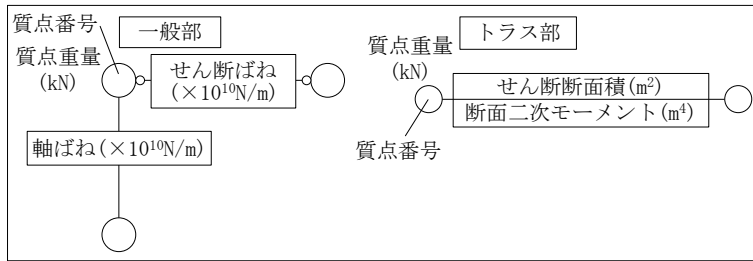 質点番号
一般部
質点重量
(kN)
せん断ばね
(×10¹⁰N/m)
軸ばね(×10¹⁰N/m)
トラス部
質点重量
(kN)
せん断断面積(m²)
断面二次モーメント(m⁴)
質点番号